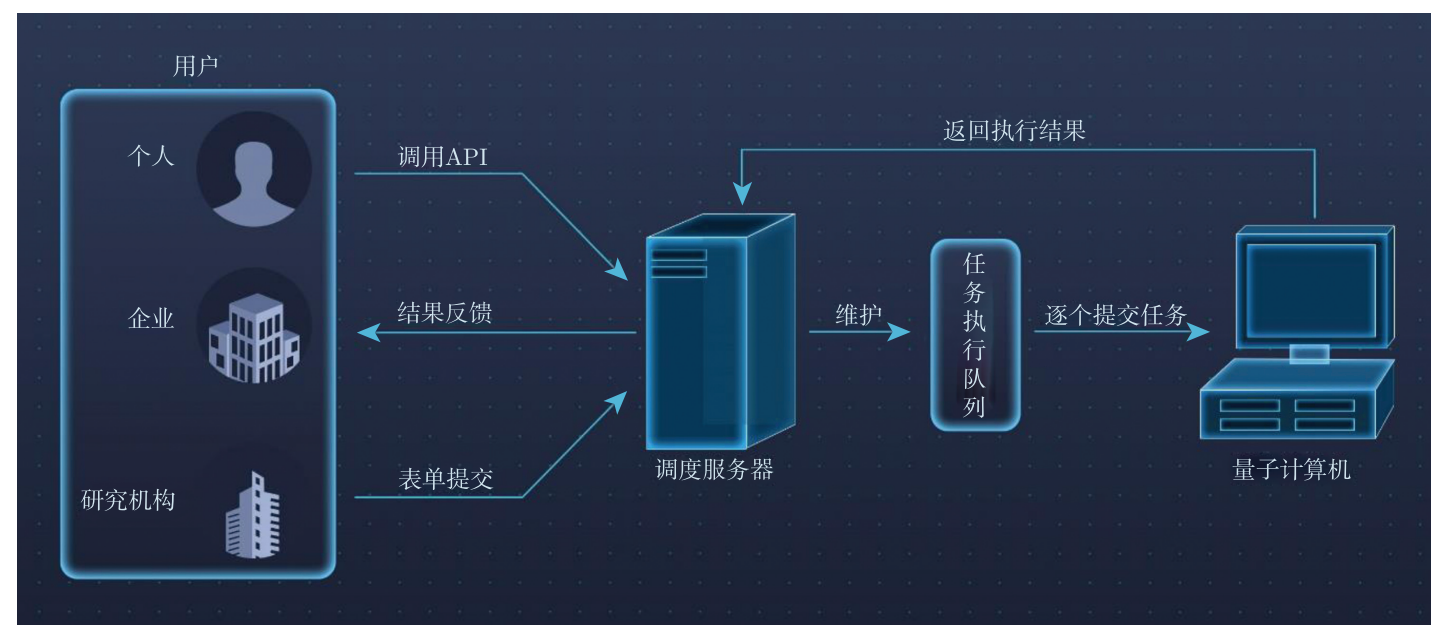 用户
个人
企业
研究机构
调用API
结果反馈
表单提交
调度服务器
维护
任务执行队列
逐个提交任务
返回执行结果
量子计算机